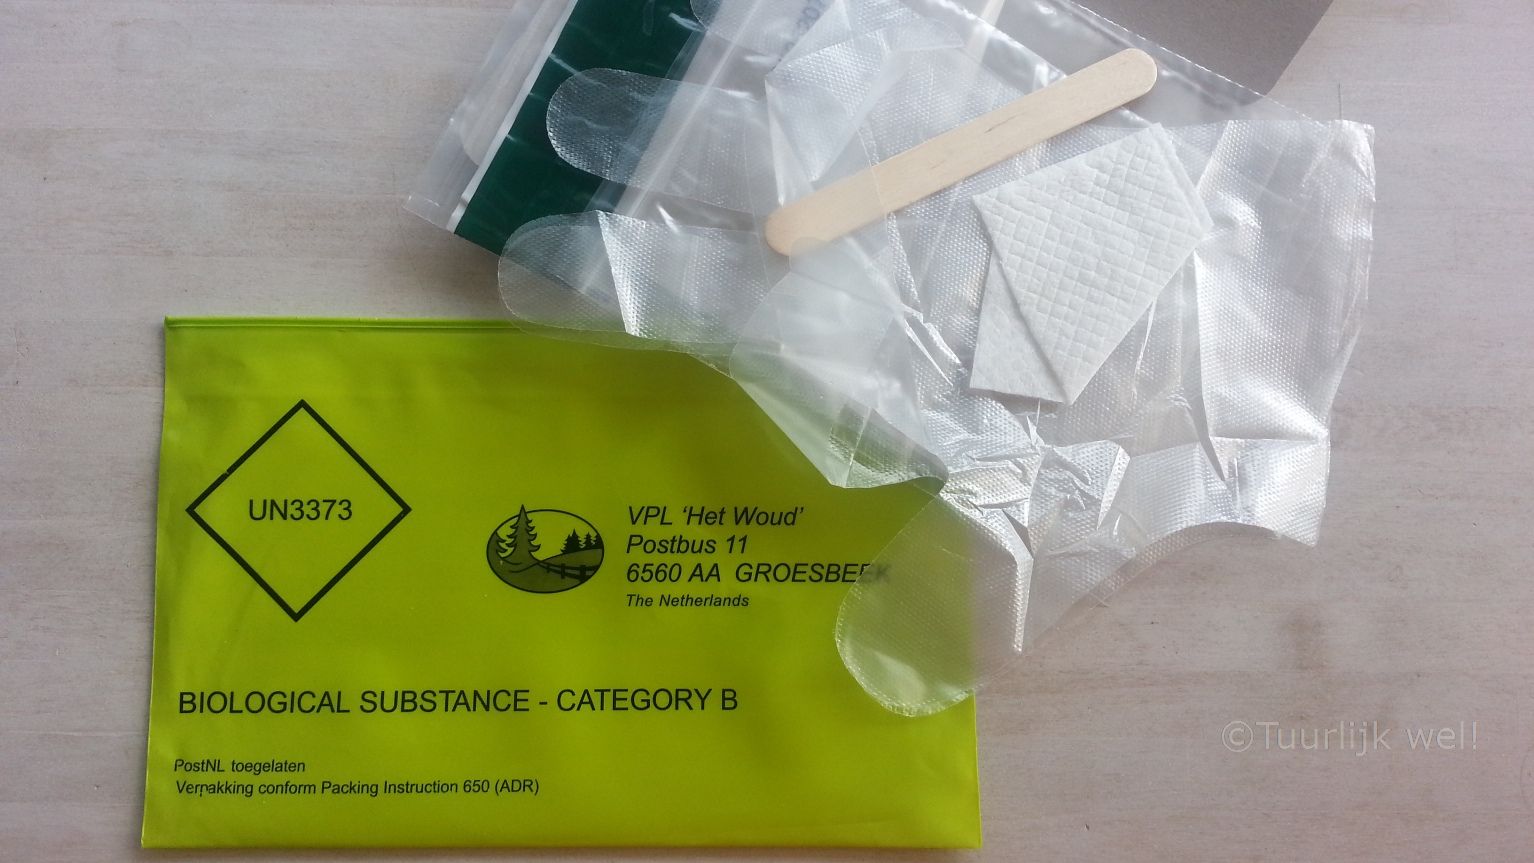 UN3373
VPL ‘Het Woud’
Postbus 11
6560 AA GROESBEEK
The Netherlands
BIOLOGICAL SUBSTANCE - CATEGORY B
PostNL toegelaten
Verpakking conform Packing Instruction 650 (ADR)
©Tuurlijk wel!